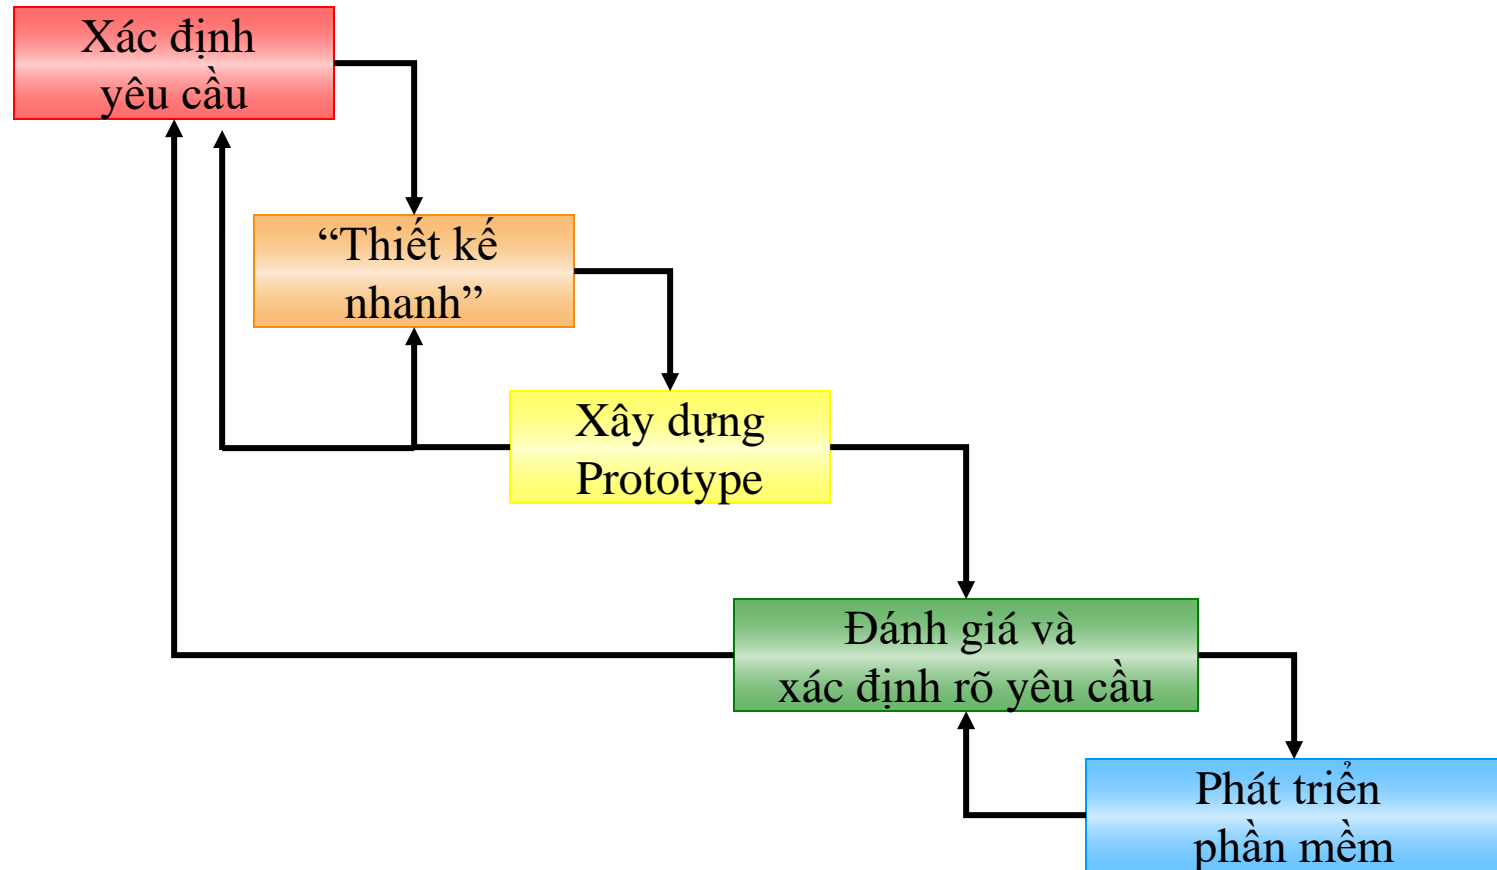 Xác định
yêu cầu
“Thiết kế
nhanh”
Xây dựng
Prototype
Đánh giá và
xác định rõ yêu cầu
Phát triển
phần mềm